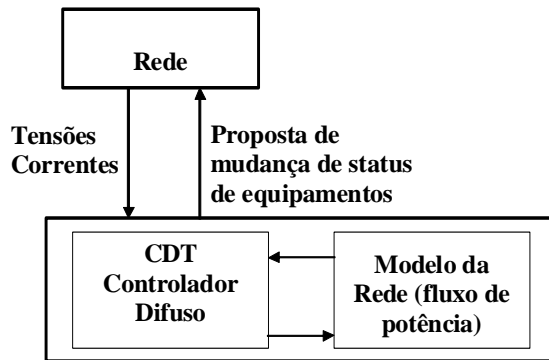 Rede
Tensões
Correntes
Proposta de
mudança de status
de equipamentos
CDT
Controlador
Difuso
Modelo da
Rede (fluxo de
potência)